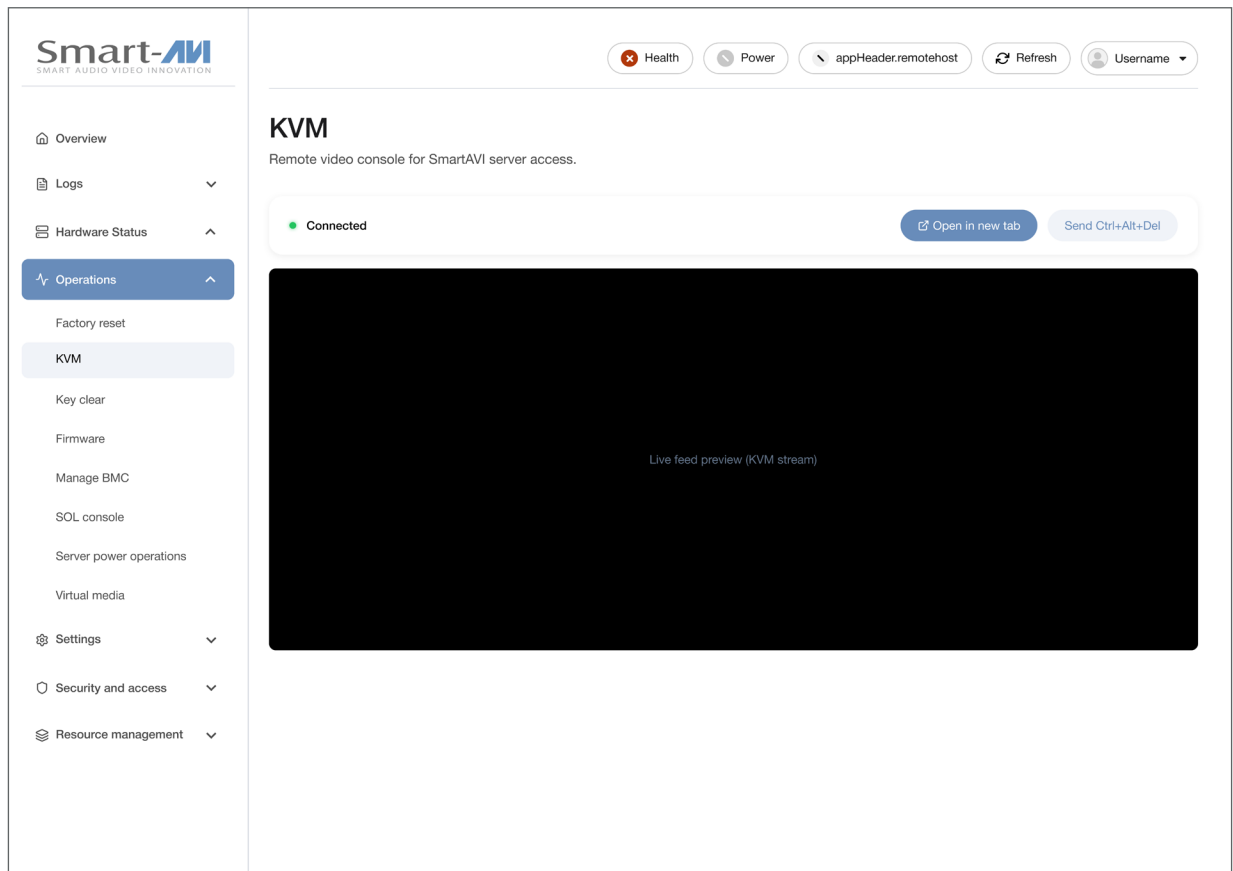 Smart-AVI
SMART AUDIO VIDEO INNOVATION
Health
Power
appHeader.remotehost
Refresh
Username
Overview
Logs
Hardware Status
Operations
Factory reset
KVM
Key clear
Firmware
Manage BMC
SOL console
Server power operations
Virtual media
Settings
Security and access
Resource management
KVM
Remote video console for SmartAVI server access.
Connected
Open in new tab
Send Ctrl+Alt+Del
Live feed preview (KVM stream)